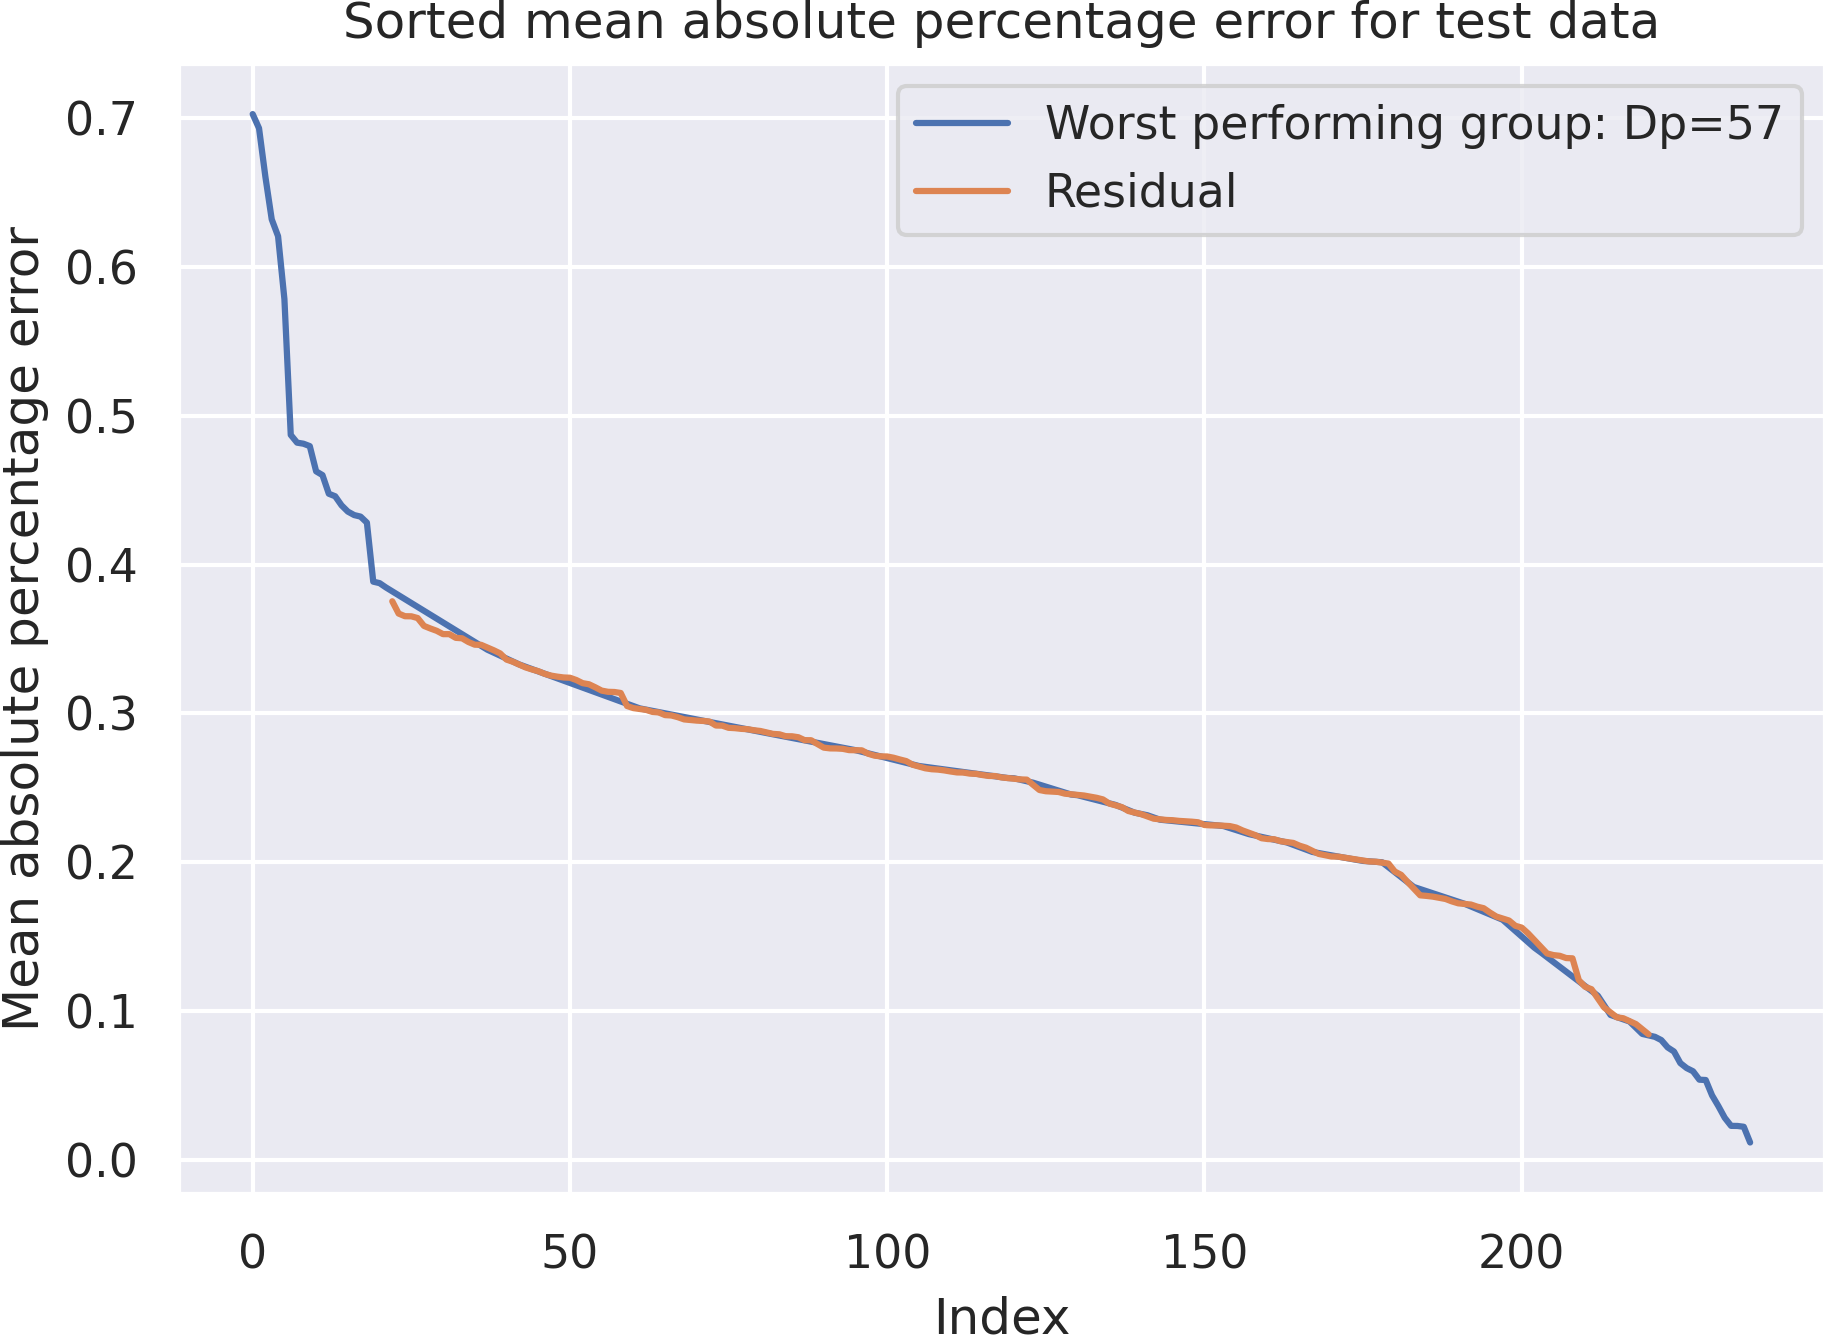 Sorted mean absolute percentage error for test data
Worst performing group: Dp=57
Residual
Mean absolute percentage error
0.7
0.6
0.5
0.4
0.3
0.2
0.1
0.0
0 50 100 150 200
Index